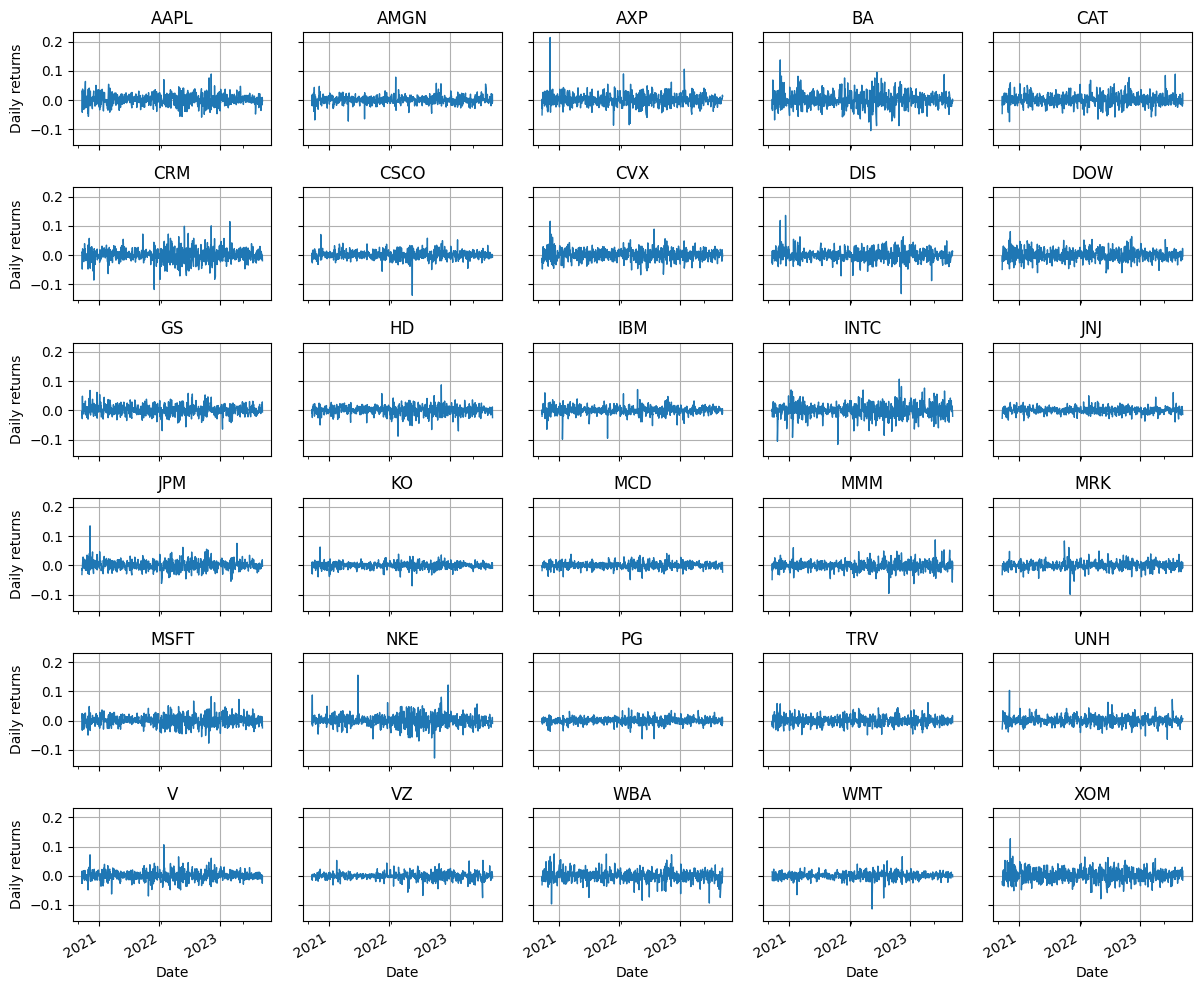 AAPL AMGN AXP BA CAT
0.2
0.1
0.0
−0.1
Daily returns
CRM CSCO CVX DIS DOW
0.2
0.1
0.0
−0.1
Daily returns
GS HD IBM INTC JNJ
0.2
0.1
0.0
−0.1
Daily returns
JPM KO MCD MMM MRK
0.2
0.1
0.0
−0.1
Daily returns
MSFT NKE PG TRV UNH
0.2
0.1
0.0
−0.1
Daily returns
V VZ WBA WMT XOM
0.2
0.1
0.0
−0.1
Daily returns
2021 2022 2023 2021 2022 2023 2021 2022 2023 2021 2022 2023 2021 2022 2023
Date Date Date Date Date